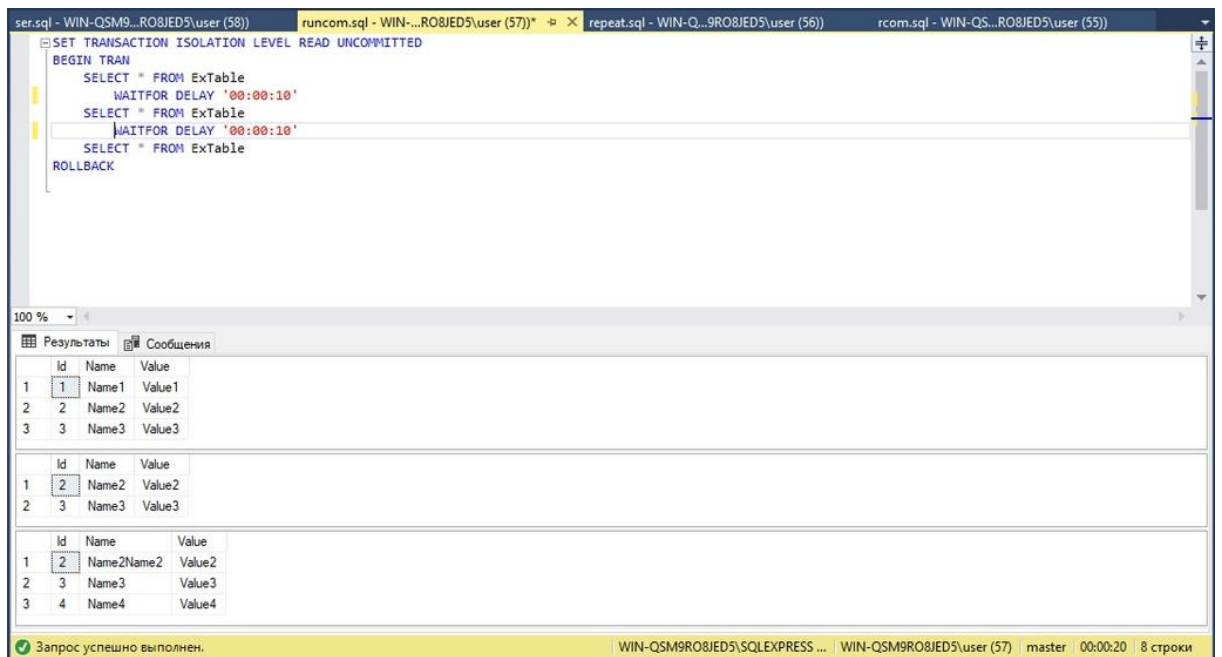 ser.sql - WIN-QSM9...RO8JED5\user (58)) runcom.sql - WIN-...RO8JED5\user (57))* repeat.sql - WIN-Q...9RO8JED5\user (56)) rcom.sql - WIN-QS...RO8JED5\user (55))
SET TRANSACTION ISOLATION LEVEL READ UNCOMMITTED
BEGIN TRAN
SELECT * FROM ExTable
WAITFOR DELAY '00:00:10'
SELECT * FROM ExTable
WAITFOR DELAY '00:00:10'
SELECT * FROM ExTable
ROLLBACK
100 %
Результаты Сообщения
Id Name Value
1 1 Name1 Value1
2 2 Name2 Value2
3 3 Name3 Value3
Id Name Value
1 2 Name2 Value2
2 3 Name3 Value3
Id Name Value
1 2 Name2Name2 Value2
2 3 Name3 Value3
3 4 Name4 Value4
Запрос успешно выполнен. WIN-QSM9RO8JED5\SQLEXPRESS ... WIN-QSM9RO8JED5\user (57) master 00:00:20 8 строки